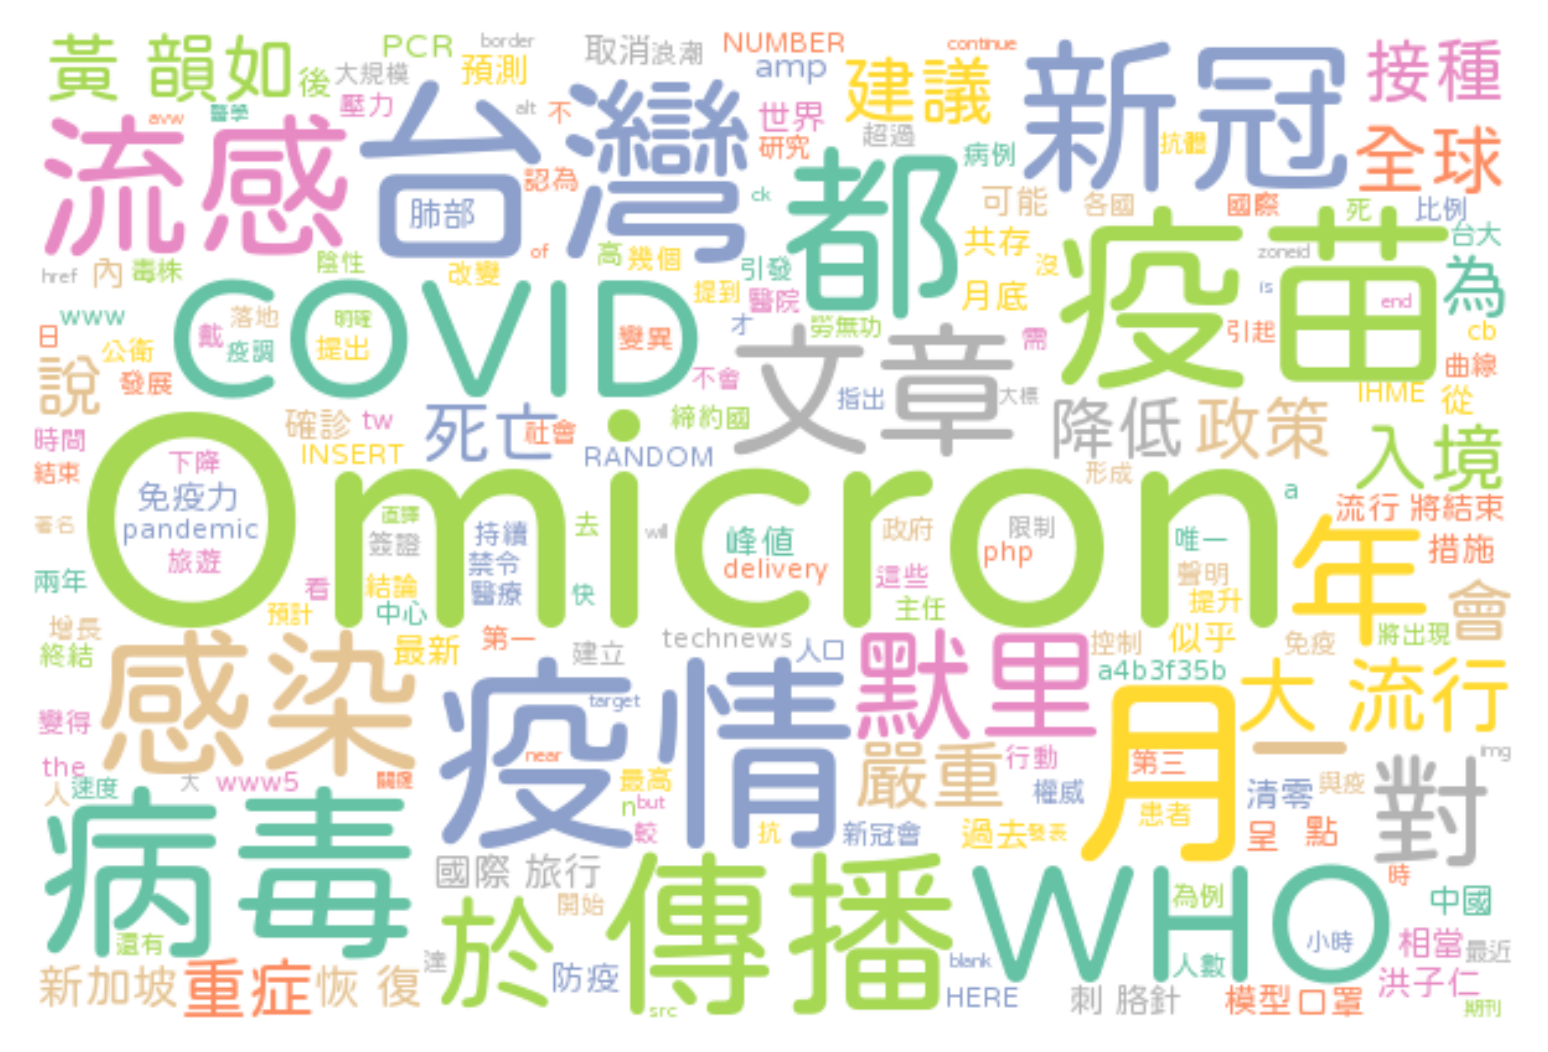 黃 韻如 後 大規模 PCR border 預測 取消 浪潮 NUMBER amp continue 建議 新冠 接種
壓力 avw 醫學 台灣 alt 不 世界 超過 研究 抗體 病例 全球
流感 肺部 認為 ck 都 可能 各國 國際 死 比例
href 內 毒株 陰性 改變 of 高 幾個 引發 提到 醫院 共存 沒 月底 疫苗 zoneid is end 台大 為
www 日 公衛 發展 落地 戴 疫調 明確 提出 COVID 變異 才 勞無功 需 引起 cb 曲線
說 不會 文章 指出 大標 IHME 從
時間 結束 確診 tw INSERT 死亡 社會 RANDOM 締約國 降低 政策 形成 入境
Omicron a 流行 將結束
下降 免疫力 pandemic 旅遊 著名 直譯 簽證 持續 禁令 醫療 去 will 峰值 delivery 政府 限制 php 唯一 年 措施
兩年 看 結論 預計 中心 快 這些 主任 聲明 提升 會
增長 終結 最新 第一 建立 technews 人口 默里 控制 似乎 免疫 將出現 a4b3f35b
感染 疫情 target 月 大 流行
變得 the 人 速度 大 www5 關係 near 最高 n but 較 嚴重 行動 權威 第三 一 清零 與疫 img 對
病毒 抗 新冠會 過去 發表 患者 呈 點
國際 旅行 開始 傳播 WHO 為例 時 中國
還有 於 小時 相當 最近
新加坡 重症 恢 復 達 防疫 src blank HERE 刺 胳針 人數 模型 口罩 洪子仁 期刊